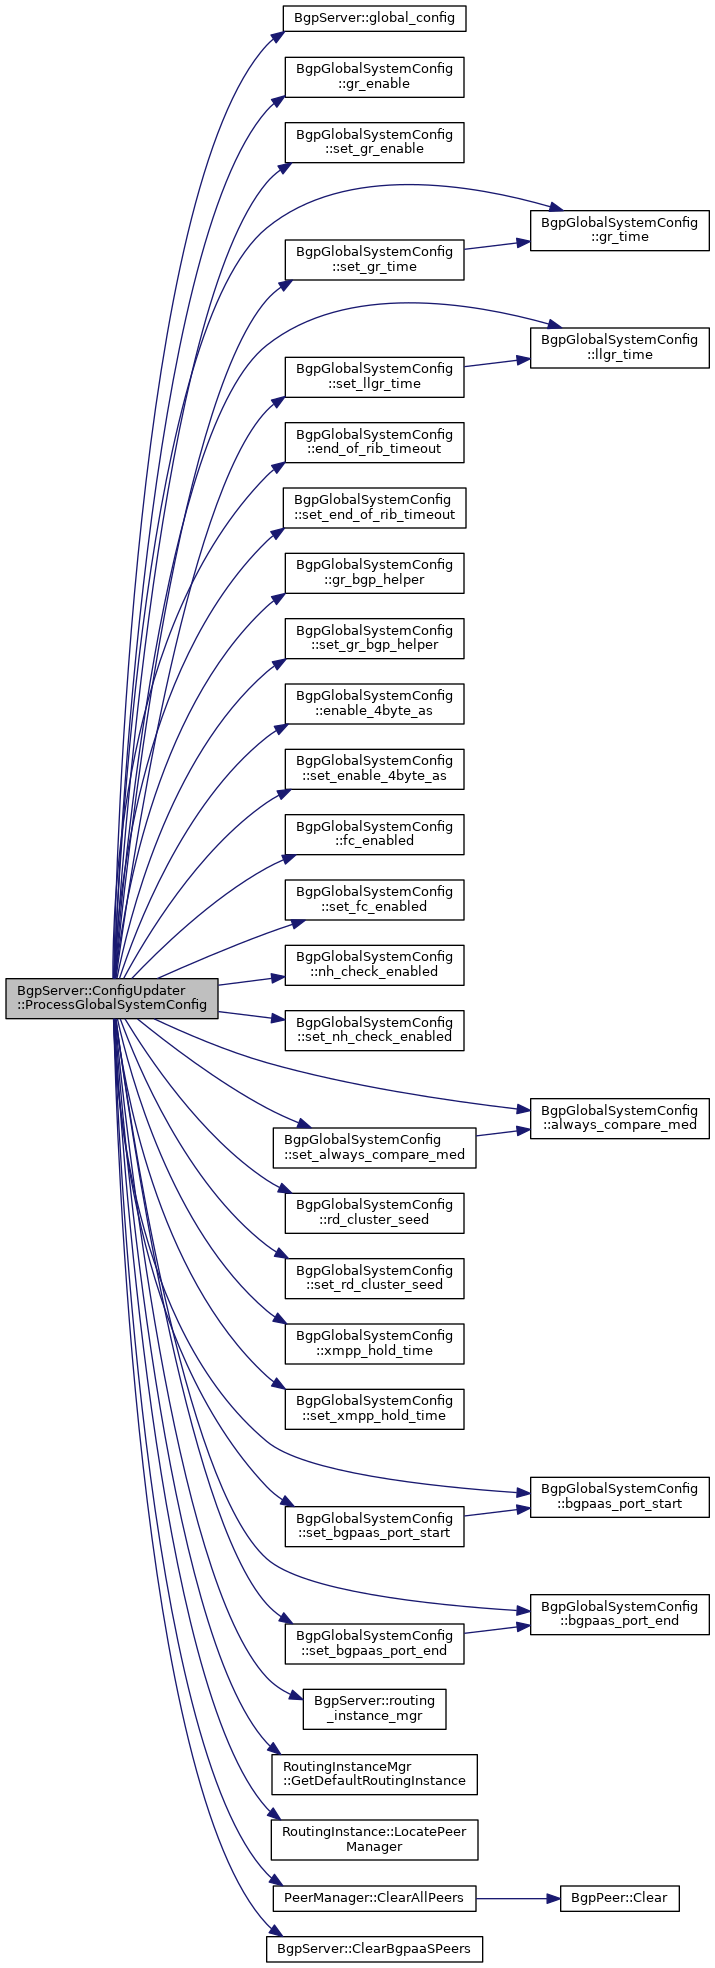 BgpServer::global_config
BgpGlobalSystemConfig
::gr_enable
BgpGlobalSystemConfig
::set_gr_enable
BgpGlobalSystemConfig
::gr_time
BgpGlobalSystemConfig
::set_gr_time
BgpGlobalSystemConfig
::llgr_time
BgpGlobalSystemConfig
::set_llgr_time
BgpGlobalSystemConfig
::end_of_rib_timeout
BgpGlobalSystemConfig
::set_end_of_rib_timeout
BgpGlobalSystemConfig
::gr_bgp_helper
BgpGlobalSystemConfig
::set_gr_bgp_helper
BgpGlobalSystemConfig
::enable_4byte_as
BgpGlobalSystemConfig
::set_enable_4byte_as
BgpGlobalSystemConfig
::fc_enabled
BgpGlobalSystemConfig
::set_fc_enabled
BgpGlobalSystemConfig
::nh_check_enabled
BgpServer::ConfigUpdater
::ProcessGlobalSystemConfig
BgpGlobalSystemConfig
::set_nh_check_enabled
BgpGlobalSystemConfig
::always_compare_med
BgpGlobalSystemConfig
::set_always_compare_med
BgpGlobalSystemConfig
::rd_cluster_seed
BgpGlobalSystemConfig
::set_rd_cluster_seed
BgpGlobalSystemConfig
::xmpp_hold_time
BgpGlobalSystemConfig
::set_xmpp_hold_time
BgpGlobalSystemConfig
::bgpaas_port_start
BgpGlobalSystemConfig
::set_bgpaas_port_start
BgpGlobalSystemConfig
::bgpaas_port_end
BgpGlobalSystemConfig
::set_bgpaas_port_end
BgpServer::routing
_instance_mgr
RoutingInstanceMgr
::GetDefaultRoutingInstance
RoutingInstance::LocatePeer
Manager
PeerManager::ClearAllPeers
BgpPeer::Clear
BgpServer::ClearBgpaaSPeers